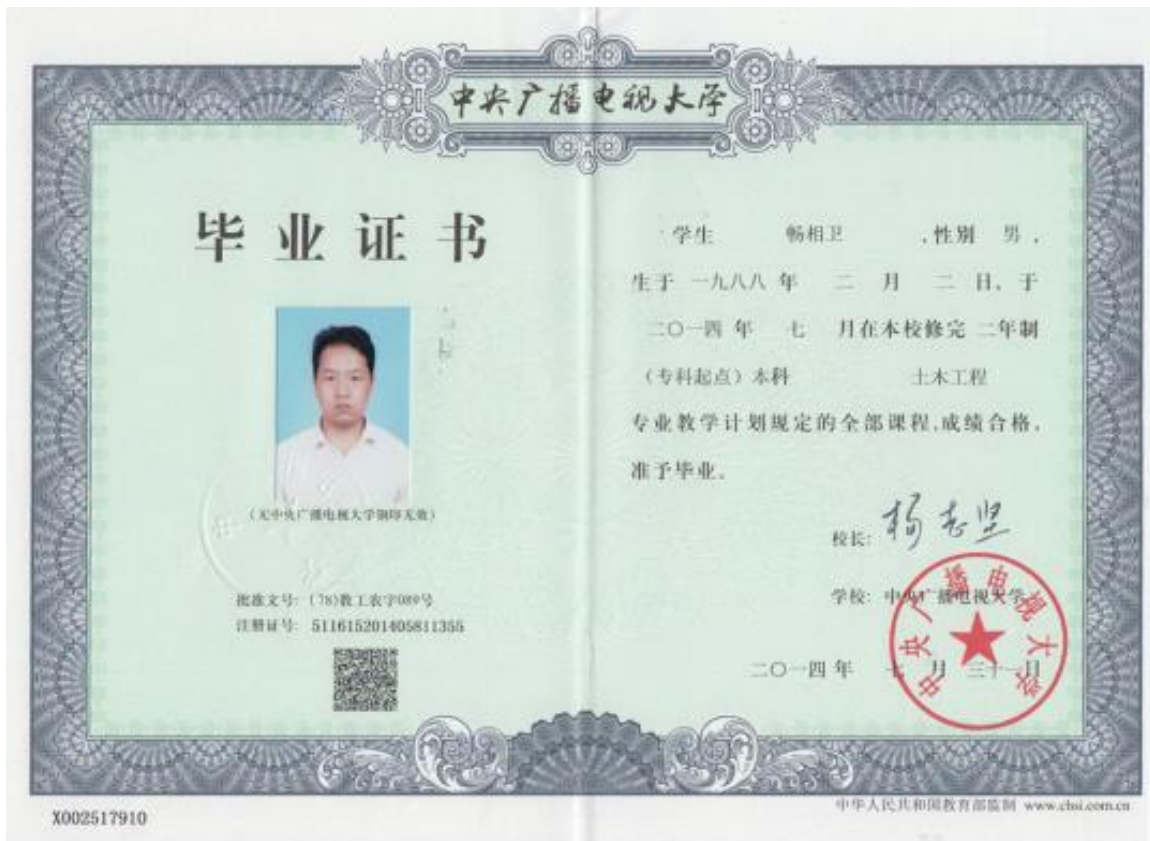 中央广播电视大学
毕业证书
(无中央广播电视大学钢印无效)
批准文号: (78)教工农字089号
注册证号: 511615201405811355
X002517910
学生 畅相卫 ,性别 男 ,
生于 一九八八 年 二 月 二 日、于
二〇一四 年 七 月在本校修完 二年制
(专科起点)本科 土木工程
专业教学计划规定的全部课程,成绩合格,
准予毕业。
校长: 杨志坚
学校: 中央广播电视大学
二〇一四 年 七 月 三十一日
中央广播电视大学
中华人民共和国教育部监制 www.chsi.com.cn